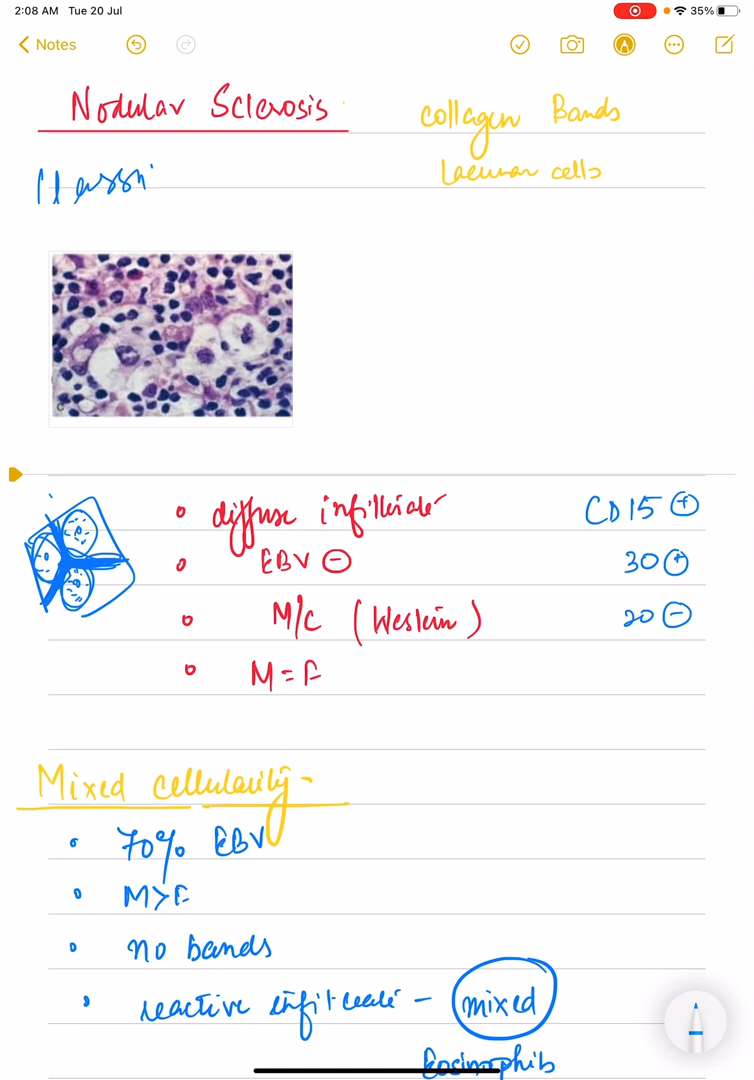 2:08 AM Tue 20 Jul 35%
Notes
Nodular Sclerosis
collagen Bands
Lacunar cells
Classi
C
diffuse infiltrate CD15 +
EBV − 30 +
M/C (Western) 20 −
M = F
Mixed cellularity -
70% EBV
M > F
no bands
reactive infiltrate - mixed
Eosinophils